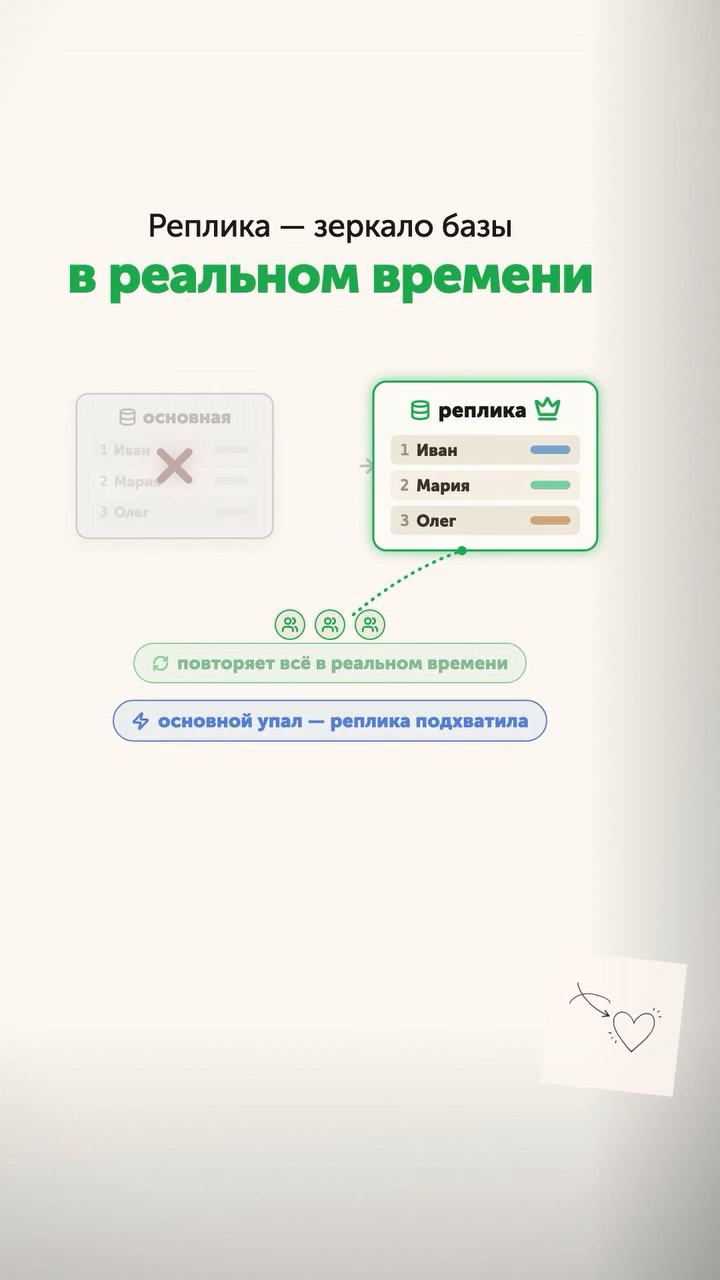 Реплика — зеркало базы
в реальном времени
основная
1 Иван
2 Мария
3 Олег
реплика
1 Иван
2 Мария
3 Олег
повторяет всё в реальном времени
основной упал — реплика подхватила